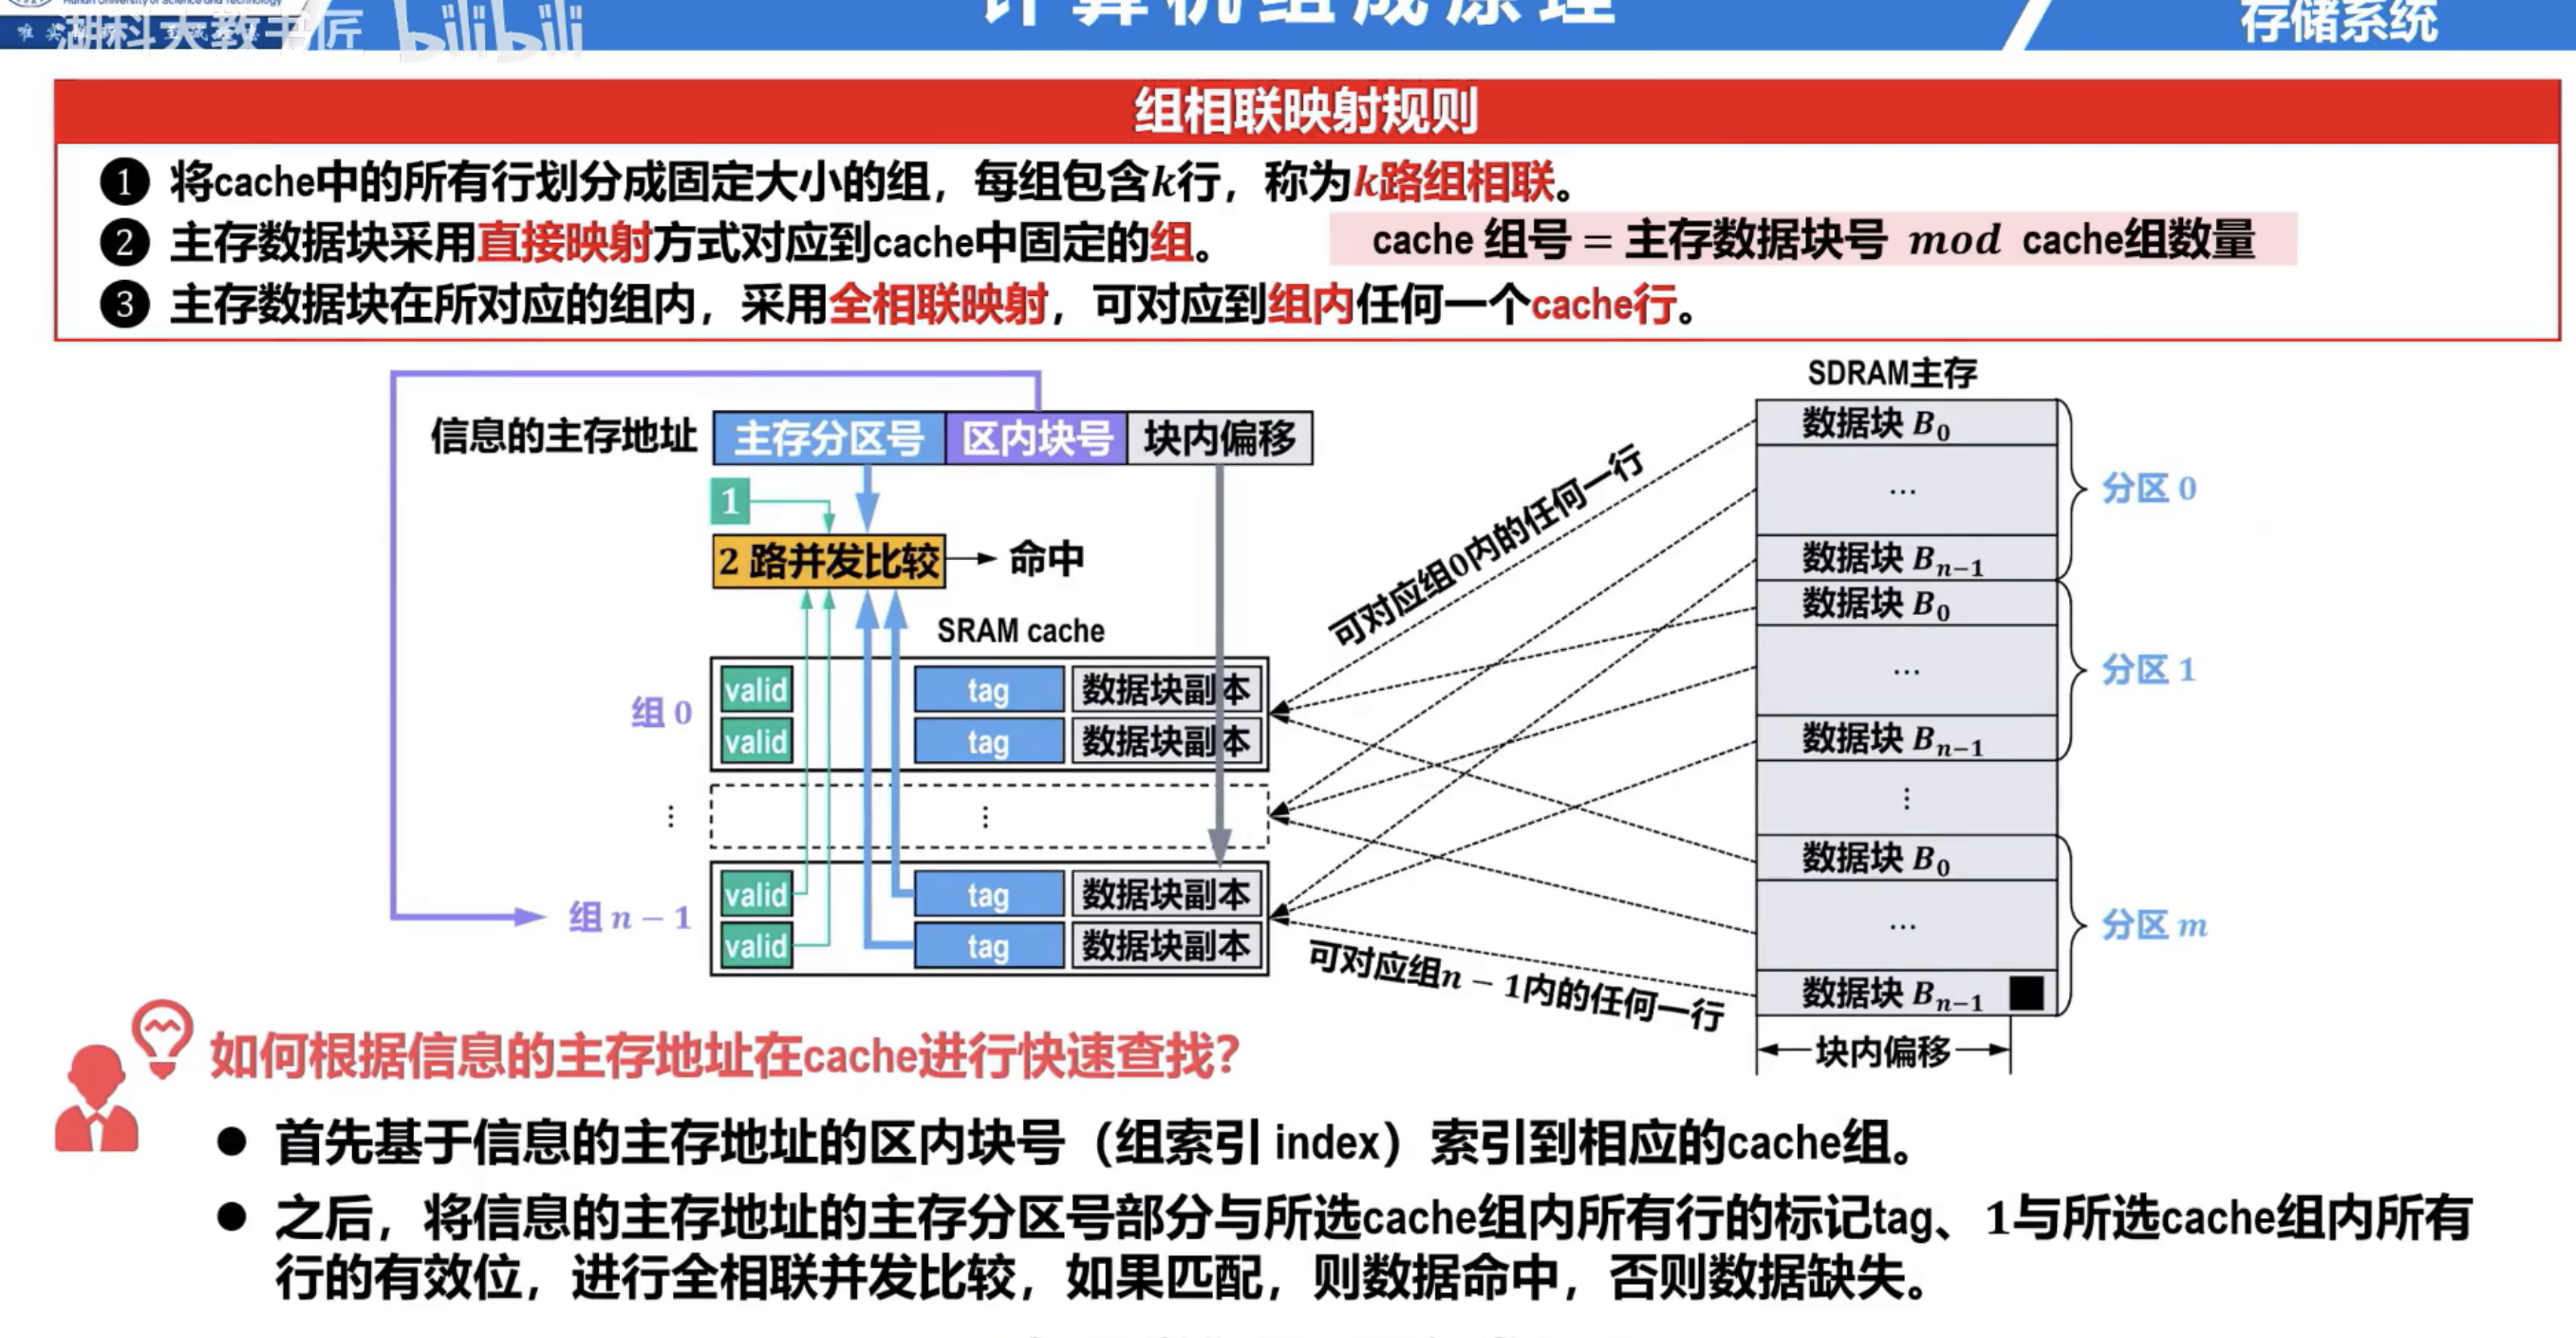 Hunan University of Science and Technology
湖科大教书匠 bilibili
计算机组成原理
存储系统
组相联映射规则
1 将cache中的所有行划分成固定大小的组，每组包含k行，称为k路组相联。
2 主存数据块采用直接映射方式对应到cache中固定的组。 cache 组号 = 主存数据块号 mod cache组数量
3 主存数据块在所对应的组内，采用全相联映射，可对应到组内任何一个cache行。
信息的主存地址 主存分区号 区内块号 块内偏移
1
2 路并发比较 命中
SRAM cache
组 0
valid tag 数据块副本
valid tag 数据块副本
⋮ ⋮
组 n − 1
valid tag 数据块副本
valid tag 数据块副本
可对应组0内的任何一行
可对应组n − 1内的任何一行
SDRAM主存
数据块 B0
…
数据块 Bn−1
分区 0
数据块 B0
…
数据块 Bn−1
分区 1
⋮
数据块 B0
…
数据块 Bn−1
分区 m
块内偏移
如何根据信息的主存地址在cache进行快速查找？
● 首先基于信息的主存地址的区内块号（组索引 index）索引到相应的cache组。
● 之后，将信息的主存地址的主存分区号部分与所选cache组内所有行的标记tag、1与所选cache组内所有
行的有效位，进行全相联并发比较，如果匹配，则数据命中，否则数据缺失。